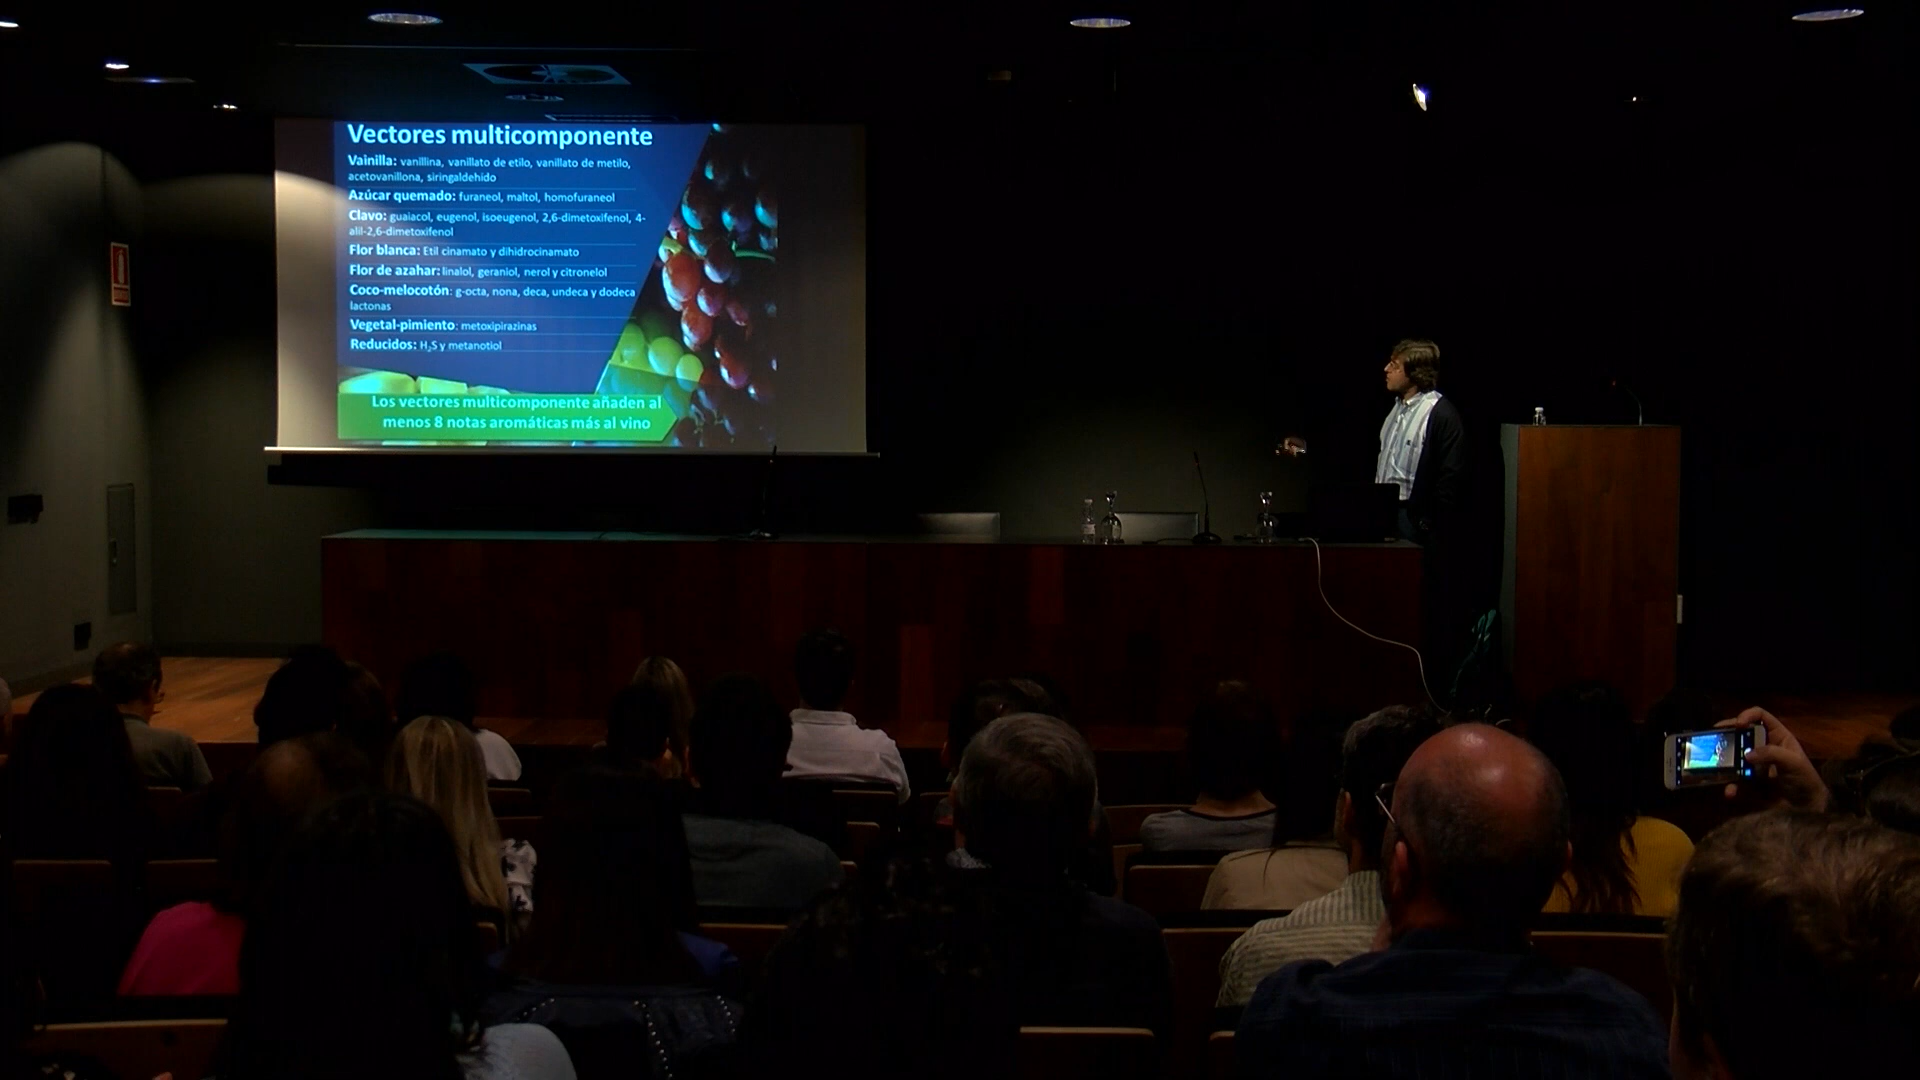 Vectores multicomponente
Vainilla: vanillina, vanillato de etilo, vanillato de metilo,
acetovanillona, siringaldehido
Azúcar quemado: furaneol, maltol, homofuraneol
Clavo: guaiacol, eugenol, isoeugenol, 2,6-dimetoxifenol, 4-
alil-2,6-dimetoxifenol
Flor blanca: Etil cinamato y dihidrocinamato
Flor de azahar: linalol, geraniol, nerol y citronelol
Coco-melocotón: g-octa, nona, deca, undeca y dodeca
lactonas
Vegetal-pimiento: metoxipirazinas
Reducidos: H₂S y metanotiol
Los vectores multicomponente añaden al
menos 8 notas aromáticas más al vino